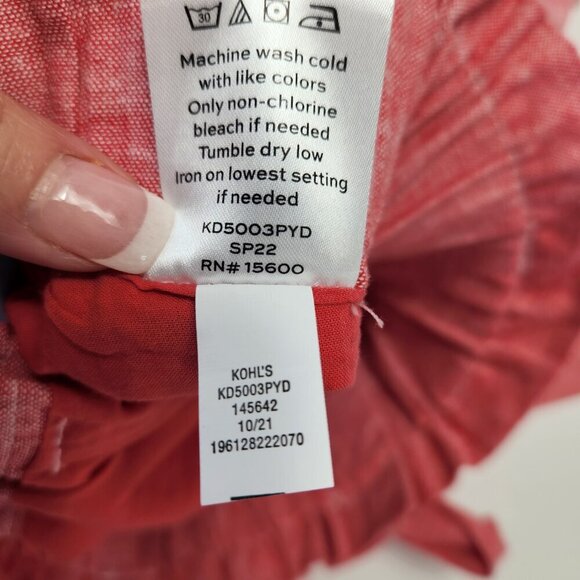 30
Machine wash cold
with like colors
Only non-chlorine
bleach if needed
Tumble dry low
Iron on lowest setting
if needed
KD5003PYD
SP22
RN# 15600
KOHL'S
KD5003PYD
145642
10/21
196128222070